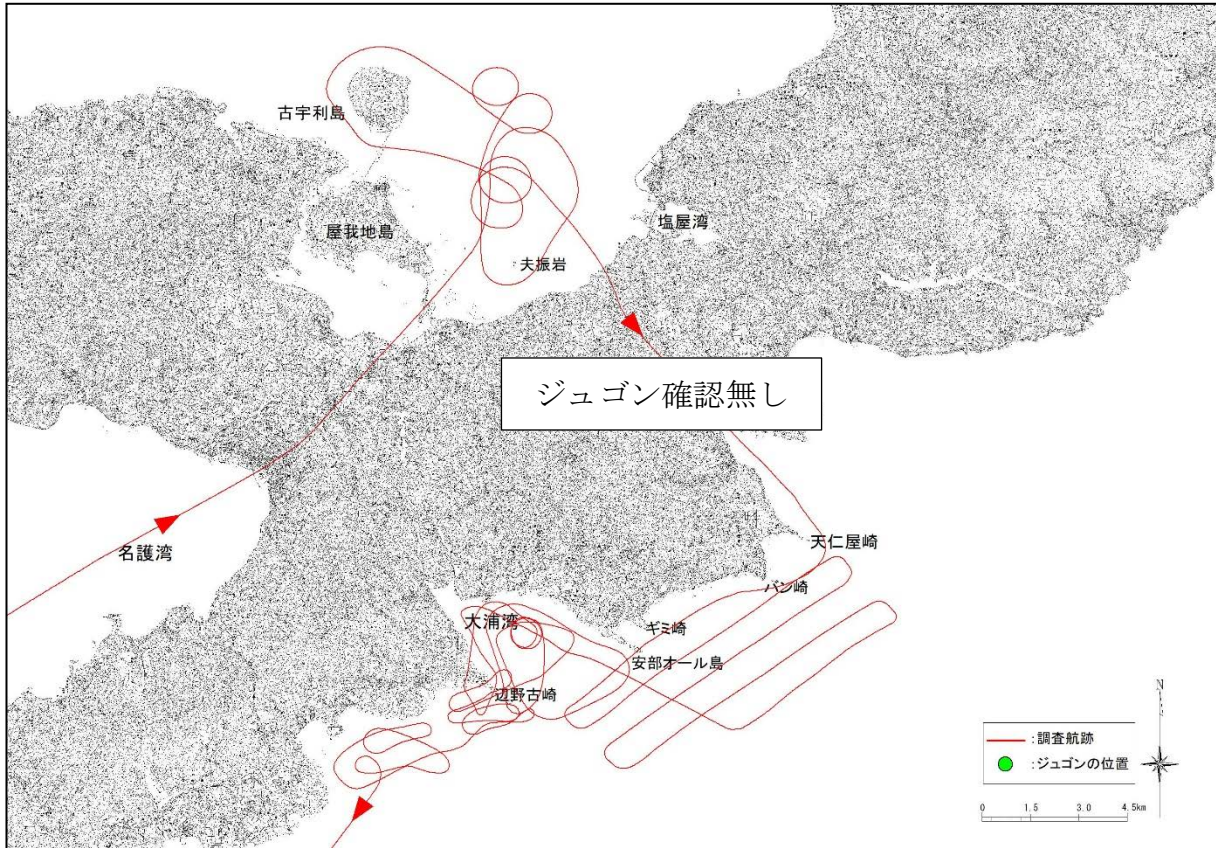 古宇利島
屋我地島
塩屋湾
夫振岩
ジュゴン確認無し
名護湾
天仁屋崎
バン崎
大浦湾
ギミ崎
安部オール島
辺野古崎
N
:調査航跡
:ジュゴンの位置
0 1.5 3.0 4.5km